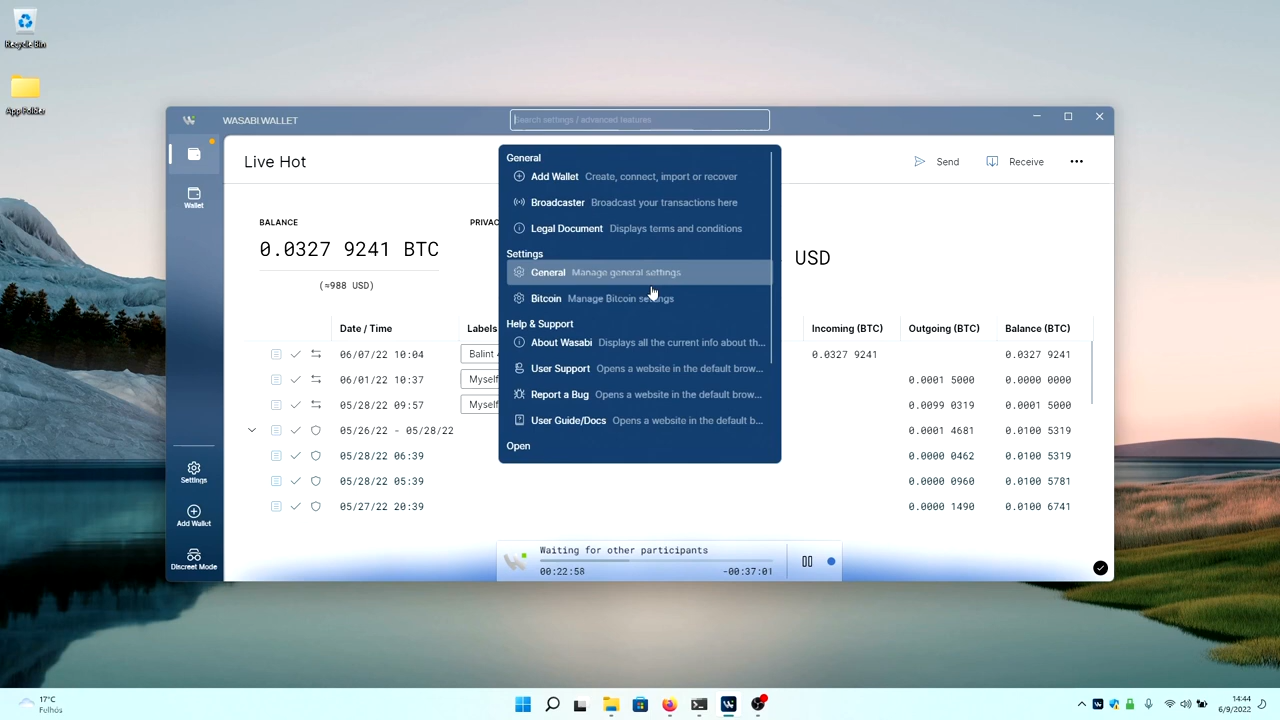 Recycle Bin
App Folder
WASABI WALLET
Search settings / advanced features
Live Hot
Send
Receive
Wallet
BALANCE
PRIVAC
0.0327 9241 BTC
USD
(≈988 USD)
General
Add Wallet Create, connect, import or recover
Broadcaster Broadcast your transactions here
Legal Document Displays terms and conditions
Settings
General Manage general settings
Bitcoin Manage Bitcoin settings
Help & Support
About Wasabi Displays all the current info about th...
User Support Opens a website in the default brow...
Report a Bug Opens a website in the default brow...
User Guide/Docs Opens a website in the default b...
Open
Date / Time Labels Incoming (BTC) Outgoing (BTC) Balance (BTC)
06/07/22 10:04 Balint 0.0327 9241 0.0327 9241
06/01/22 10:37 Myself 0.0001 5000 0.0000 0000
05/28/22 09:57 Myself 0.0099 0319 0.0001 5000
05/26/22 - 05/28/22 0.0001 4681 0.0100 5319
05/28/22 06:39 0.0000 0462 0.0100 5319
05/28/22 05:39 0.0000 0960 0.0100 5781
05/27/22 20:39 0.0000 1490 0.0100 6741
Settings
Add Wallet
Discreet Mode
Waiting for other participants
00:22:58 -00:37:01
17°C
Felhős
14:44
6/9/2022